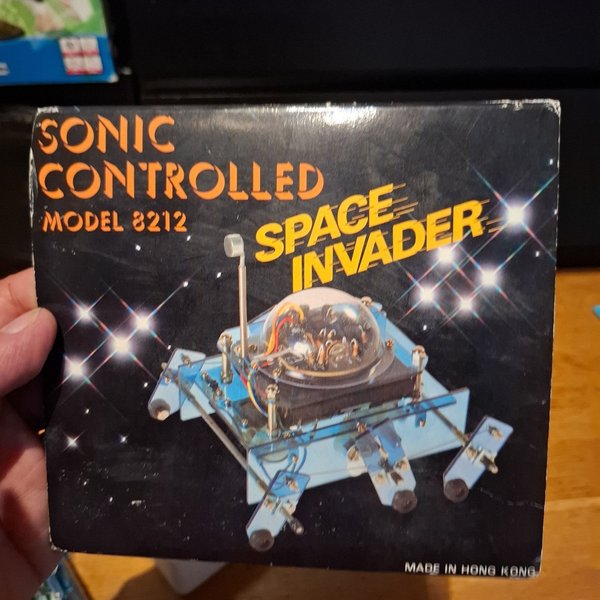 SONIC
CONTROLLED
MODEL 8212
SPACE
INVADER
MADE IN HONG KONG